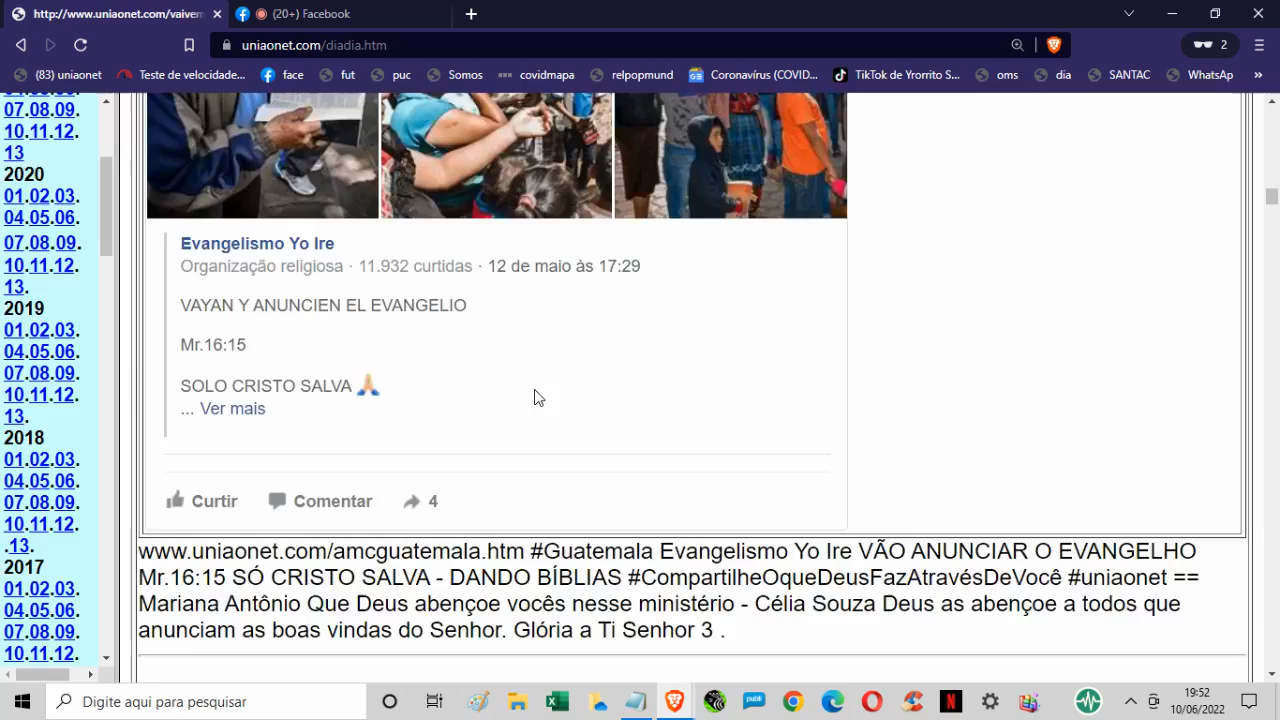 http://www.uniaonet.com/vaivem
(20+) Facebook
uniaonet.com/diadia.htm
2
(83) uniaonet
Teste de velocidade...
face
fut
puc
Somos
covidmapa
relpopmund
Coronavírus (COVID...
TikTok de Yrorrito S...
oms
dia
SANTAC
WhatsAp
07.08.09.
10.11.12.
13
2020
01.02.03.
04.05.06.
07.08.09.
10.11.12.
13.
2019
01.02.03.
04.05.06.
07.08.09.
10.11.12.
13.
2018
01.02.03.
04.05.06.
07.08.09.
10.11.12.
.13.
2017
01.02.03.
04.05.06.
07.08.09.
10.11.12.
Evangelismo Yo Ire
Organização religiosa · 11.932 curtidas · 12 de maio às 17:29
VAYAN Y ANUNCIEN EL EVANGELIO
Mr.16:15
SOLO CRISTO SALVA 🙏
... Ver mais
Curtir
Comentar
4
www.uniaonet.com/amcguatemala.htm #Guatemala Evangelismo Yo Ire VÃO ANUNCIAR O EVANGELHO
Mr.16:15 SÓ CRISTO SALVA - DANDO BÍBLIAS #CompartilheOqueDeusFazAtravésDeVocê #uniaonet ==
Mariana Antônio Que Deus abençoe vocês nesse ministério - Célia Souza Deus as abençoe a todos que
anunciam as boas vindas do Senhor. Glória a Ti Senhor 3 .
Digite aqui para pesquisar
publi
19:52
10/06/2022